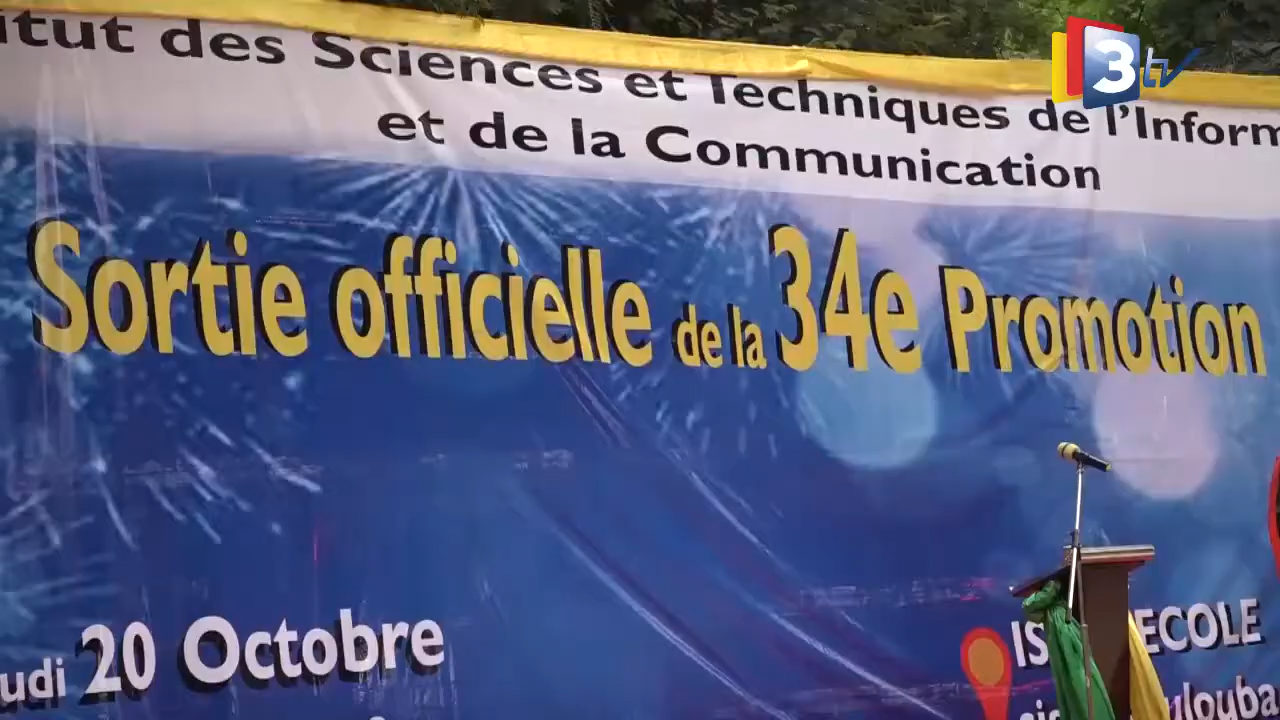 3tv
des Sciences et Techniques de l'Inform
et de la Communication
Sortie officielle de la 34e Promotion
udi 20 Octobre
IS ECOLE